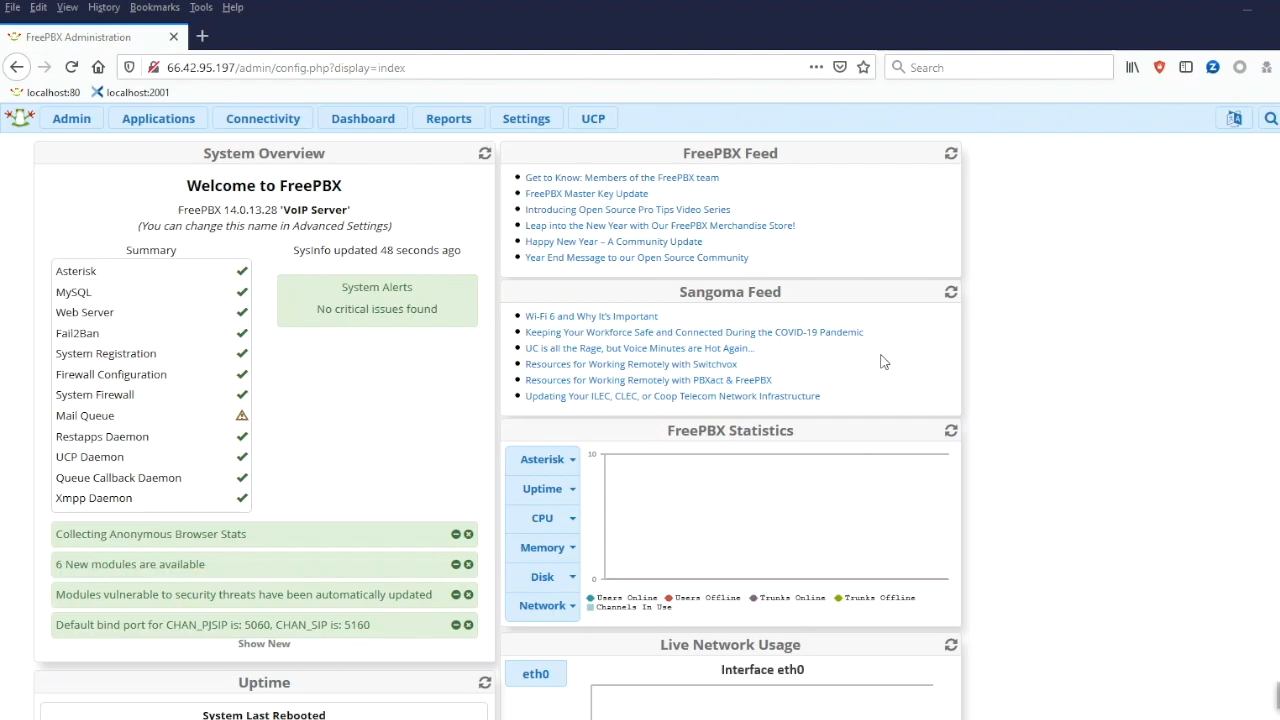 File Edit View History Bookmarks Tools Help
FreePBX Administration
66.42.95.197/admin/config.php?display=index
Search
localhost:80 localhost:2001
Admin Applications Connectivity Dashboard Reports Settings UCP
System Overview
Welcome to FreePBX
FreePBX 14.0.13.28 'VoIP Server'
(You can change this name in Advanced Settings)
Summary
Asterisk
MySQL
Web Server
Fail2Ban
System Registration
Firewall Configuration
System Firewall
Mail Queue
Restapps Daemon
UCP Daemon
Queue Callback Daemon
Xmpp Daemon
SysInfo updated 48 seconds ago
System Alerts
No critical issues found
Collecting Anonymous Browser Stats
6 New modules are available
Modules vulnerable to security threats have been automatically updated
Default bind port for CHAN_PJSIP is: 5060, CHAN_SIP is: 5160
Show New
Uptime
System Last Rebooted
FreePBX Feed
Get to Know: Members of the FreePBX team
FreePBX Master Key Update
Introducing Open Source Pro Tips Video Series
Leap into the New Year with Our FreePBX Merchandise Store!
Happy New Year – A Community Update
Year End Message to our Open Source Community
Sangoma Feed
Wi-Fi 6 and Why It's Important
Keeping Your Workforce Safe and Connected During the COVID-19 Pandemic
UC is all the Rage, but Voice Minutes are Hot Again...
Resources for Working Remotely with Switchvox
Resources for Working Remotely with PBXact & FreePBX
Updating Your ILEC, CLEC, or Coop Telecom Network Infrastructure
FreePBX Statistics
Asterisk
Uptime
CPU
Memory
Disk
Network
10
0
Users Online Users Offline Trunks Online Trunks Offline
Channels In Use
Live Network Usage
eth0
Interface eth0